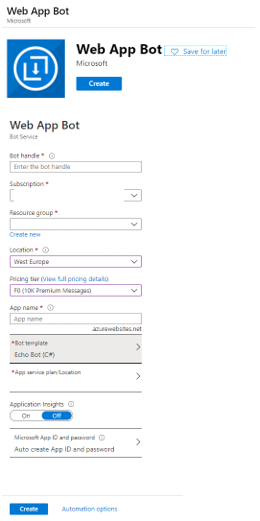 Web App Bot
Microsoft
Web App Bot
Save for later
Microsoft
Create
Web App Bot
Bot Service
Bot handle *
Enter the bot handle
Subscription *
Resource group *
Create new
Location *
West Europe
Pricing tier (View full pricing details)
F0 (10K Premium Messages)
App name *
App name
.azurewebsites.net
*Bot template
Echo Bot (C#)
*App service plan/Location
Application Insights
On Off
Microsoft App ID and password
Auto create App ID and password
Create Automation options